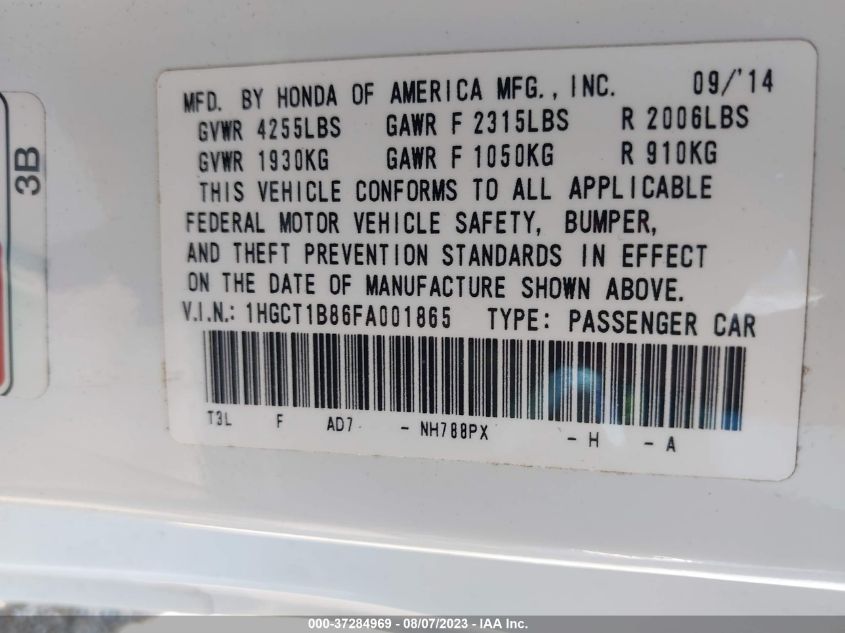 3B
MFD. BY HONDA OF AMERICA MFG., INC. 09/'14
GVWR 4255LBS GAWR F 2315LBS R 2006LBS
GVWR 1930KG GAWR F 1050KG R 910KG
THIS VEHICLE CONFORMS TO ALL APPLICABLE
FEDERAL MOTOR VEHICLE SAFETY, BUMPER,
AND THEFT PREVENTION STANDARDS IN EFFECT
ON THE DATE OF MANUFACTURE SHOWN ABOVE.
V.I.N.: 1HGCT1B86FA001865 TYPE: PASSENGER CAR
T3L F AD7 - NH788PX - H - A
000-37284969 - 08/07/2023 - IAA Inc.